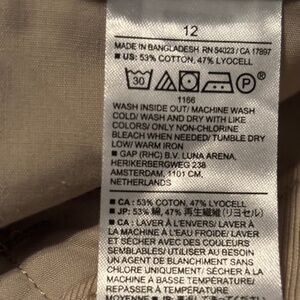 12
MADE IN BANGLADESH RN 54023 / CA 17897
■ US: 53% COTTON, 47% LYOCELL
30 P ®
1166
WASH INSIDE OUT/ MACHINE WASH
COLD/ WASH AND DRY WITH LIKE
COLORS/ ONLY NON-CHLORINE
BLEACH WHEN NEEDED/ TUMBLE DRY
LOW/ WARM IRON
■ GAP (RHC) B.V. LUNA ARENA,
HERIKERBERGWEG 238
AMSTERDAM, 1101 CM,
NETHERLANDS
■ CA : 53% COTTON, 47% LYOCELL
■ JP: 53% 綿, 47% 再生繊維 (リヨセル)
■ CA : LAVER À L'ENVERS/ LAVER À
LA MACHINE À L'EAU FROIDE/ LAVER
ET SÉCHER AVEC DES COULEURS
SEMBLABLES/ UTILISER AU BESOIN
UN AGENT DE BLANCHIMENT SANS
CHLORE UNIQUEMENT/ SÉCHER À LA
MACHINE À BASSE TEMPÉRATURE/
REPASSER À TEMPÉRATURE
MOYENNE